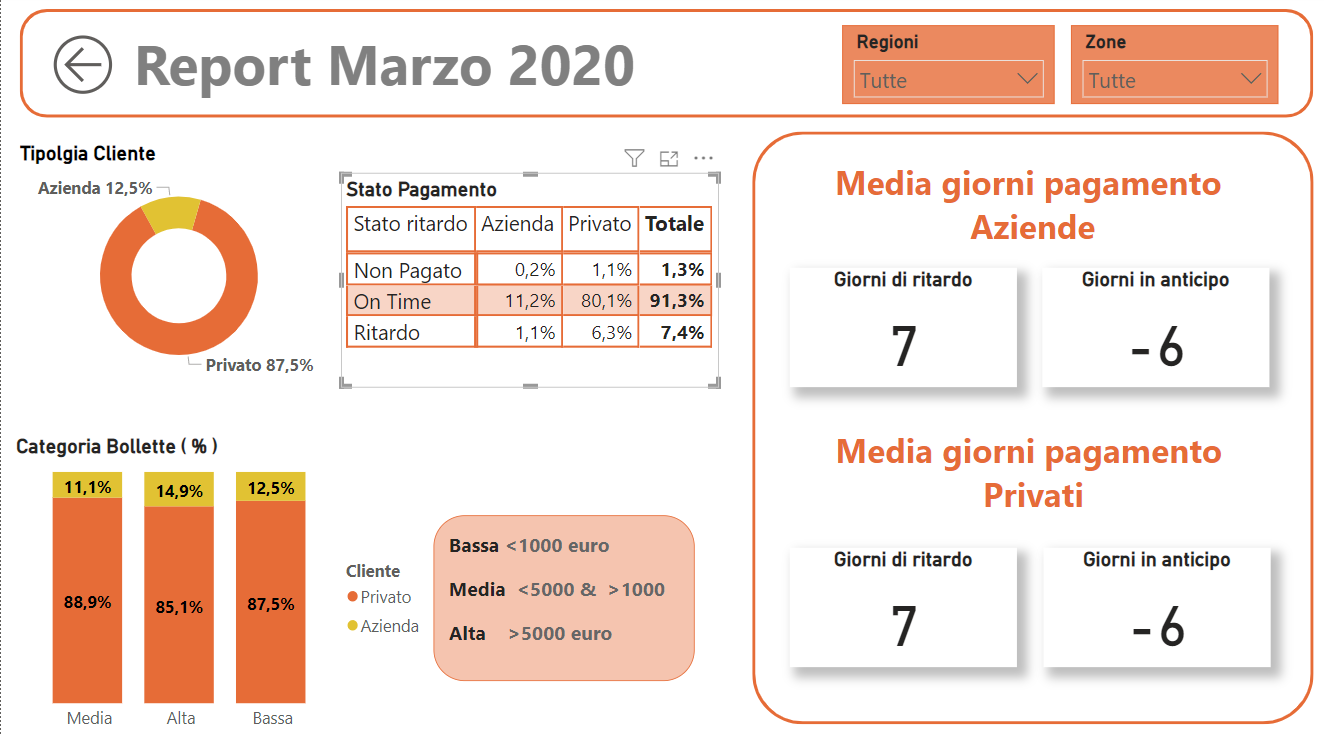 Report Marzo 2020
Regioni
Tutte
Zone
Tutte
Tipolgia Cliente
Azienda 12,5%
Privato 87,5%
Stato Pagamento
Stato ritardo Azienda Privato Totale
Non Pagato 0,2% 1,1% 1,3%
On Time 11,2% 80,1% 91,3%
Ritardo 1,1% 6,3% 7,4%
Categoria Bollette ( % )
11,1% 14,9% 12,5%
88,9% 85,1% 87,5%
Media Alta Bassa
Cliente
Privato
Azienda
Bassa <1000 euro
Media <5000 & >1000
Alta >5000 euro
Media giorni pagamento
Aziende
Giorni di ritardo
7
Giorni in anticipo
-6
Media giorni pagamento
Privati
Giorni di ritardo
7
Giorni in anticipo
-6